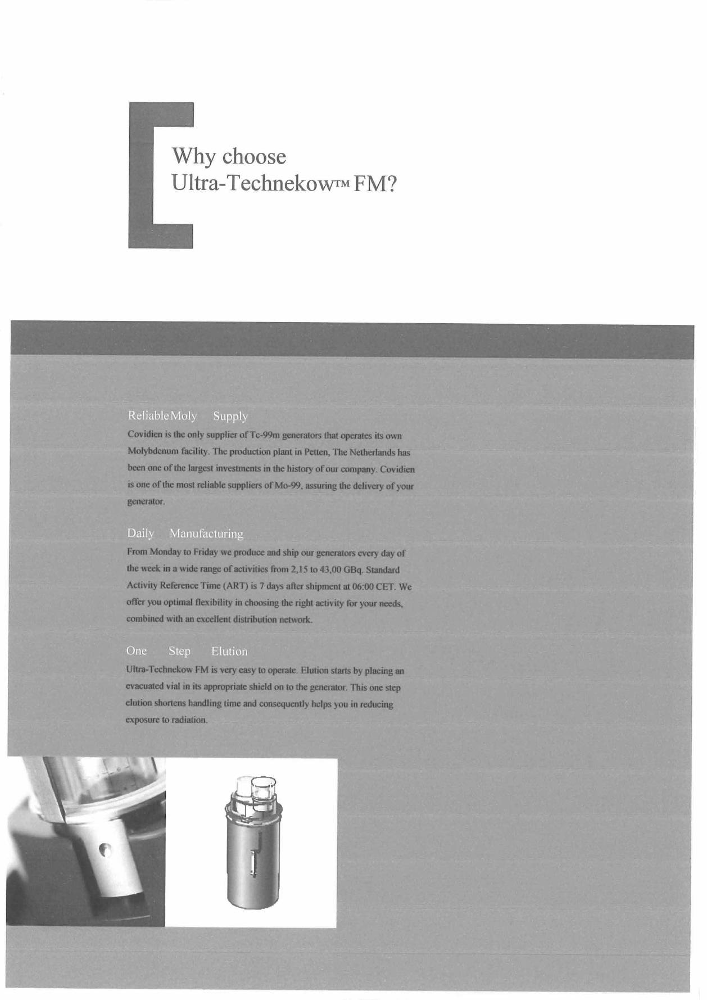 Why choose
Ultra-Technekow™ FM?
Reliable Moly Supply
Covidien is the only supplier of Tc-99m generators that operates its own
Molybdenum facility. The production plant in Petten, The Netherlands has
been one of the largest investments in the history of our company. Covidien
is one of the most reliable suppliers of Mo-99, assuring the delivery of your
generator.
Daily Manufacturing
From Monday to Friday we produce and ship our generators every day of
the week in a wide range of activities from 2,15 to 43,00 GBq. Standard
Activity Reference Time (ART) is 7 days after shipment at 06:00 CET. We
offer you optimal flexibility in choosing the right activity for your needs,
combined with an excellent distribution network.
One Step Elution
Ultra-Technekow FM is very easy to operate. Elution starts by placing an
evacuated vial in its appropriate shield on to the generator. This one step
elution shortens handling time and consequently helps you in reducing
exposure to radiation.